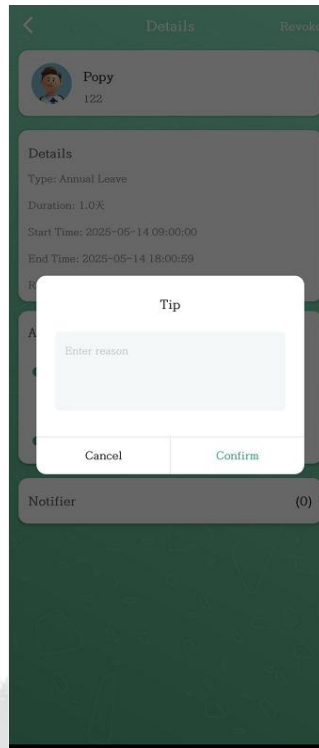 Details
Popy
122
Details
Type: Annual Leave
Duration: 1.0天
Start Time: 2025-05-14 09:00:00
End Time: 2025-05-14 18:00:59
Tip
Enter reason
Cancel
Confirm
Notifier
(0)